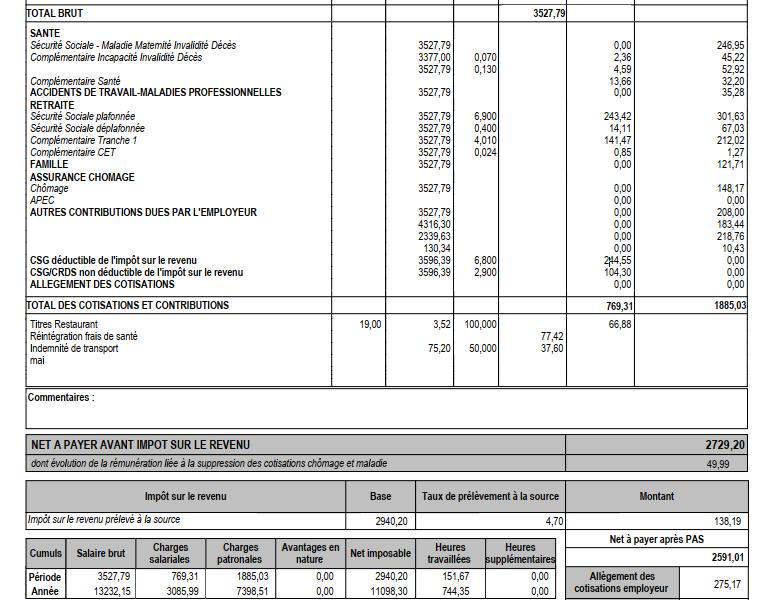 TOTAL BRUT 3527,79
SANTE
Sécurité Sociale - Maladie Maternité Invalidité Décès 3527,79 0,00 246,95
Complémentaire Incapacité Invalidité Décès 3377,00 0,070 2,36 45,22
3527,79 0,130 4,59 52,92
Complémentaire Santé 13,66 32,20
ACCIDENTS DE TRAVAIL-MALADIES PROFESSIONNELLES 3527,79 0,00 35,28
RETRAITE
Sécurité Sociale plafonnée 3527,79 6,900 243,42 301,63
Sécurité Sociale déplafonnée 3527,79 0,400 14,11 67,03
Complémentaire Tranche 1 3527,79 4,010 141,47 212,02
Complémentaire CET 3527,79 0,024 0,85 1,27
FAMILLE 3527,79 0,00 121,71
ASSURANCE CHOMAGE
Chômage 3527,79 0,00 148,17
APEC 0,00 0,00
AUTRES CONTRIBUTIONS DUES PAR L'EMPLOYEUR 3527,79 0,00 208,00
4316,30 0,00 183,44
2339,63 0,00 218,76
130,34 0,00 10,43
CSG déductible de l'impôt sur le revenu 3596,39 6,800 244,55 0,00
CSG/CRDS non déductible de l'impôt sur le revenu 3596,39 2,900 104,30 0,00
ALLEGEMENT DES COTISATIONS 0,00 0,00
TOTAL DES COTISATIONS ET CONTRIBUTIONS 769,31 1885,03
Titres Restaurant 19,00 3,52 100,000 66,88
Réintégration frais de santé 77,42
Indemnité de transport 75,20 50,000 37,60
mai
Commentaires :
NET A PAYER AVANT IMPOT SUR LE REVENU 2729,20
dont évolution de la rémunération liée à la suppression des cotisations chômage et maladie 49,99
Impôt sur le revenu Base Taux de prélèvement à la source Montant
Impôt sur le revenu prélevé à la source 2940,20 4,70 138,19
Net à payer après PAS
2591,01
Cumuls Salaire brut Charges salariales Charges patronales Avantages en nature Net imposable Heures travaillées Heures supplémentaires
Période 3527,79 769,31 1885,03 0,00 2940,20 151,67 0,00
Année 13232,15 3085,99 7398,51 0,00 11098,30 744,35 0,00
Allègement des cotisations employeur 275,17